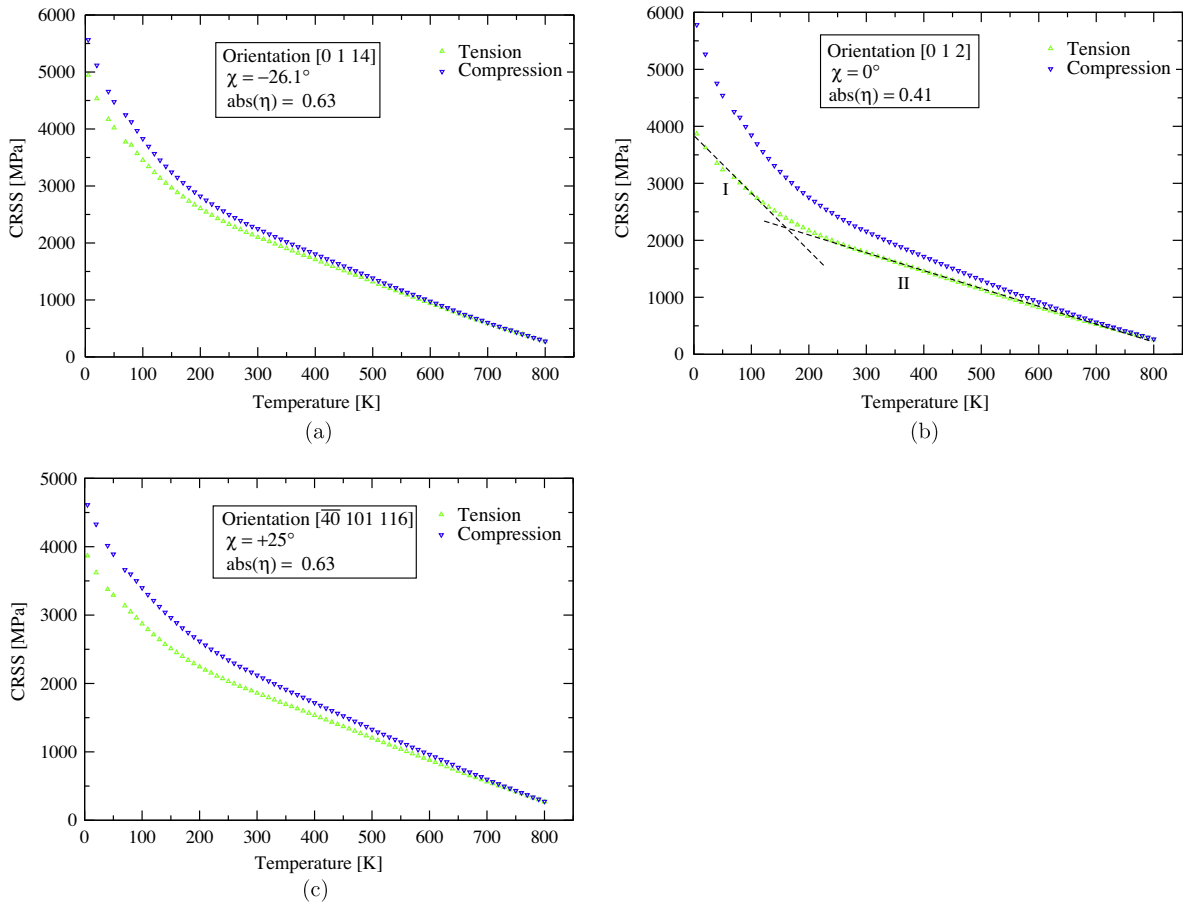 6000
5000
4000
3000
2000
1000
0
CRSS [MPa]
Orientation [0 1 14]
χ = −26.1°
abs(η) = 0.63
Tension
Compression
0 100 200 300 400 500 600 700 800
Temperature [K]
(a)
6000
5000
4000
3000
2000
1000
0
CRSS [MPa]
Orientation [0 1 2]
χ = 0°
abs(η) = 0.41
Tension
Compression
I
II
0 100 200 300 400 500 600 700 800
Temperature [K]
(b)
5000
4000
3000
2000
1000
0
CRSS [MPa]
Orientation [4̅0̅ 101 116]
χ = +25°
abs(η) = 0.63
Tension
Compression
0 100 200 300 400 500 600 700 800
Temperature [K]
(c)